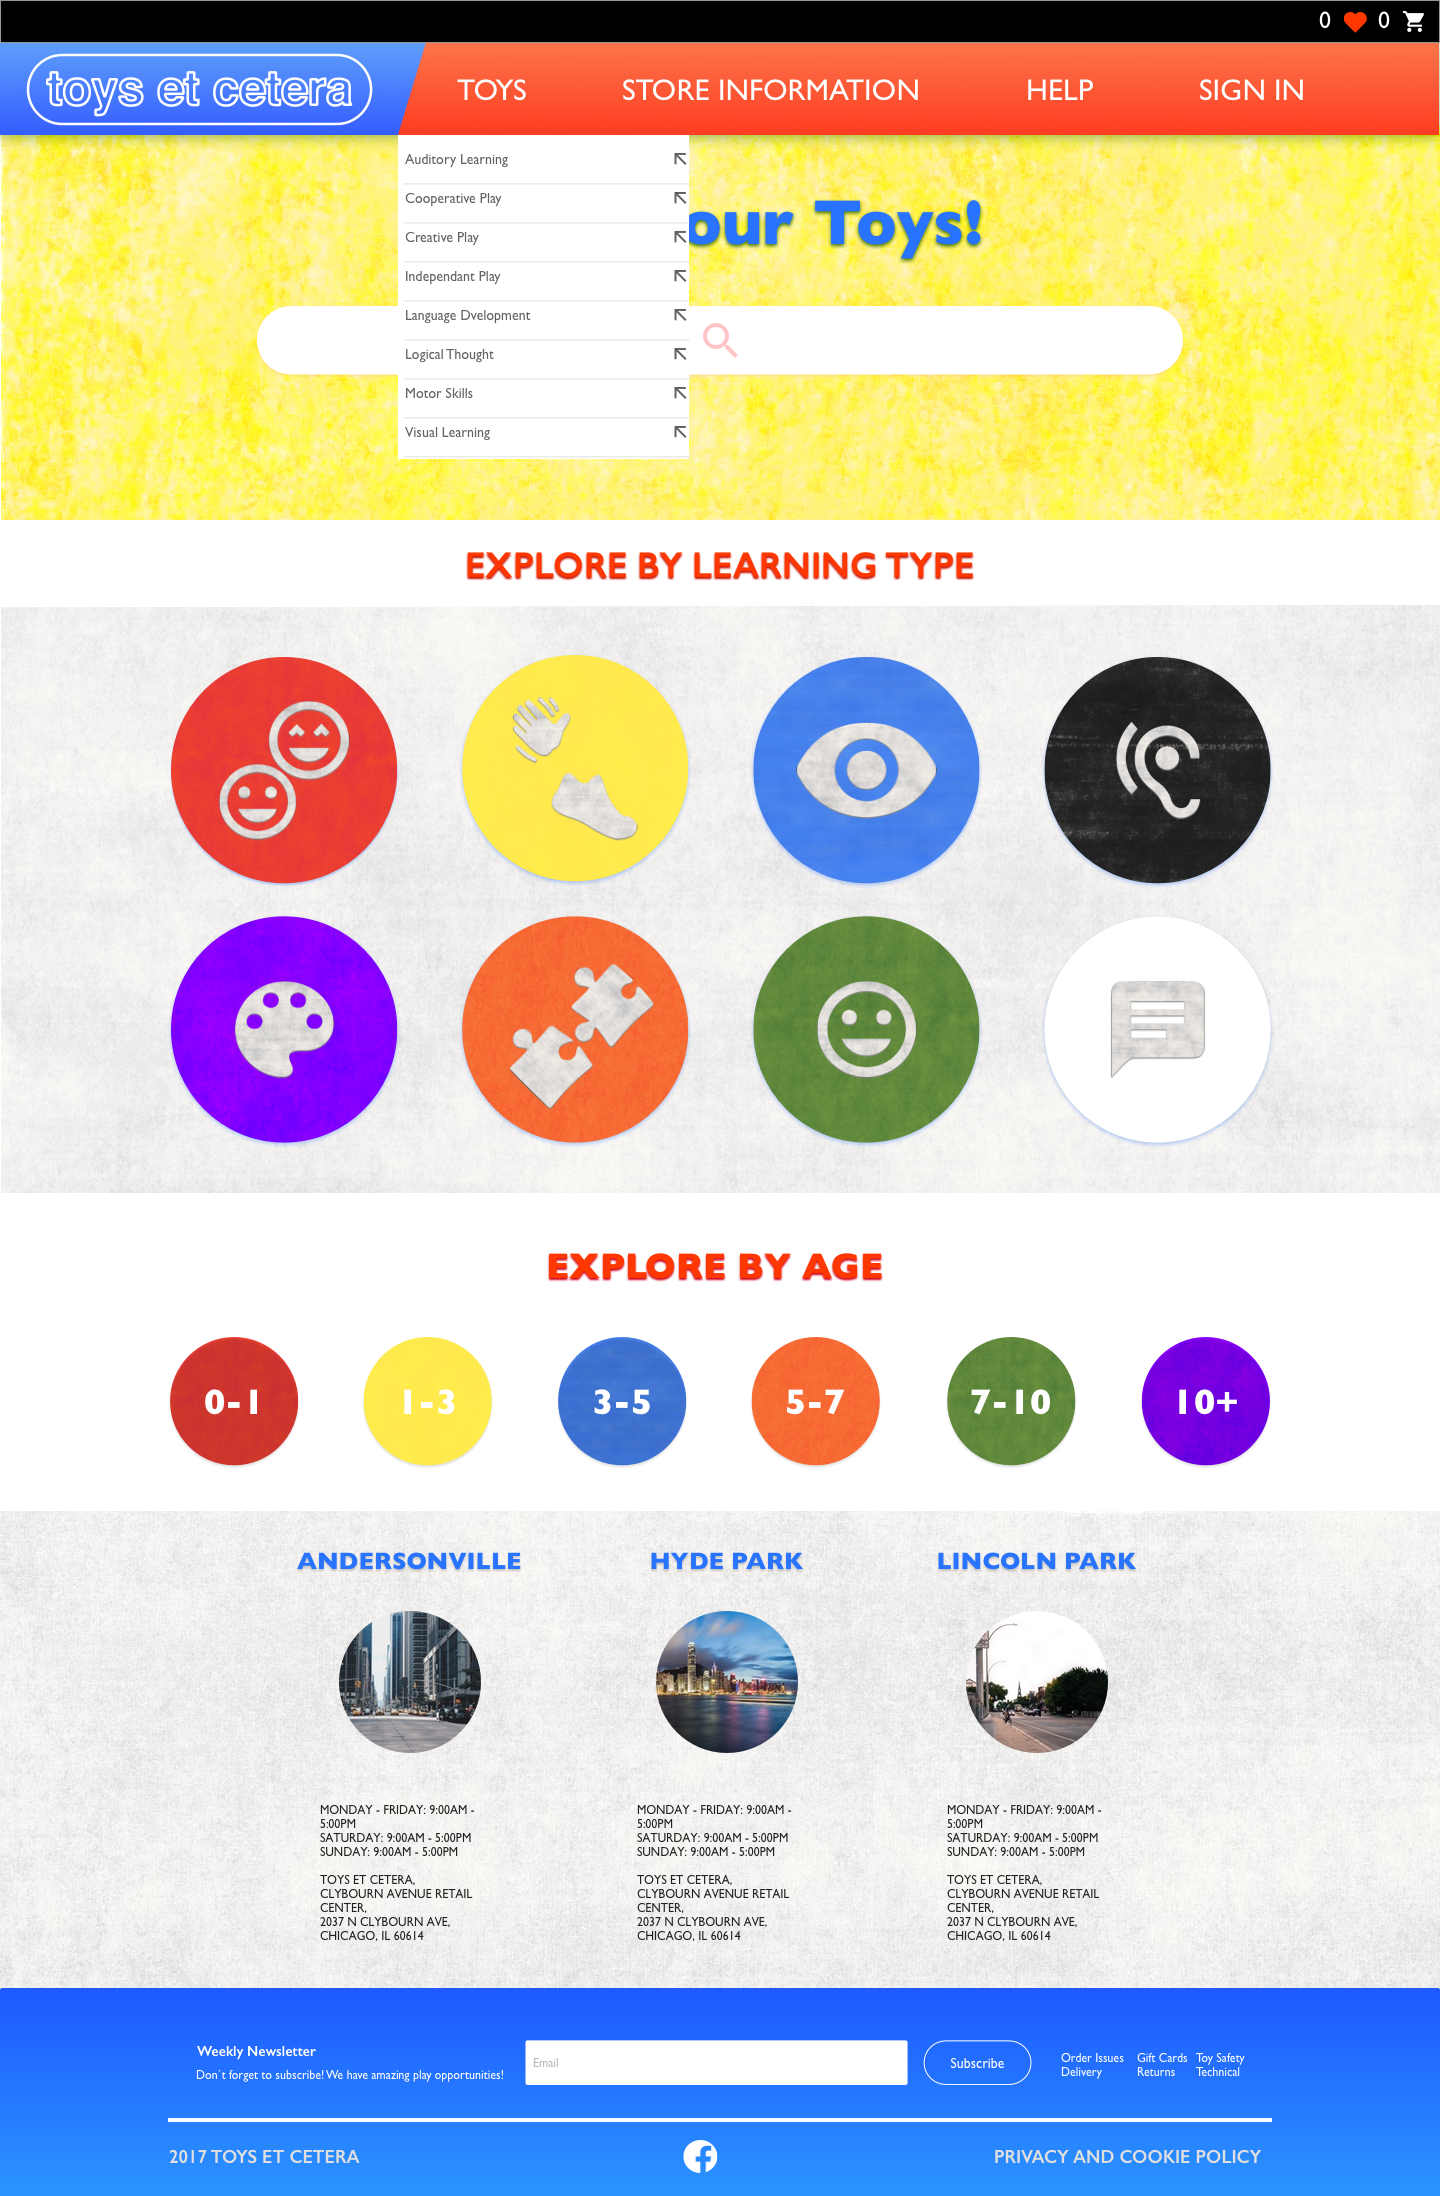 0 0
toys et cetera
TOYS STORE INFORMATION HELP SIGN IN
Auditory Learning
Cooperative Play
Creative Play
Independant Play
Language Dvelopment
Logical Thought
Motor Skills
Visual Learning
our Toys!
EXPLORE BY LEARNING TYPE
EXPLORE BY AGE
0-1 1-3 3-5 5-7 7-10 10+
ANDERSONVILLE
MONDAY - FRIDAY: 9:00AM -
5:00PM
SATURDAY: 9:00AM - 5:00PM
SUNDAY: 9:00AM - 5:00PM
TOYS ET CETERA,
CLYBOURN AVENUE RETAIL
CENTER,
2037 N CLYBOURN AVE,
CHICAGO, IL 60614
HYDE PARK
MONDAY - FRIDAY: 9:00AM -
5:00PM
SATURDAY: 9:00AM - 5:00PM
SUNDAY: 9:00AM - 5:00PM
TOYS ET CETERA,
CLYBOURN AVENUE RETAIL
CENTER,
2037 N CLYBOURN AVE,
CHICAGO, IL 60614
LINCOLN PARK
MONDAY - FRIDAY: 9:00AM -
5:00PM
SATURDAY: 9:00AM - 5:00PM
SUNDAY: 9:00AM - 5:00PM
TOYS ET CETERA,
CLYBOURN AVENUE RETAIL
CENTER,
2037 N CLYBOURN AVE,
CHICAGO, IL 60614
Weekly Newsletter
Don`t forget to subscribe! We have amazing play opportunities!
Email
Subscribe
Order Issues Gift Cards Toy Safety
Delivery Returns Technical
2017 TOYS ET CETERA
PRIVACY AND COOKIE POLICY